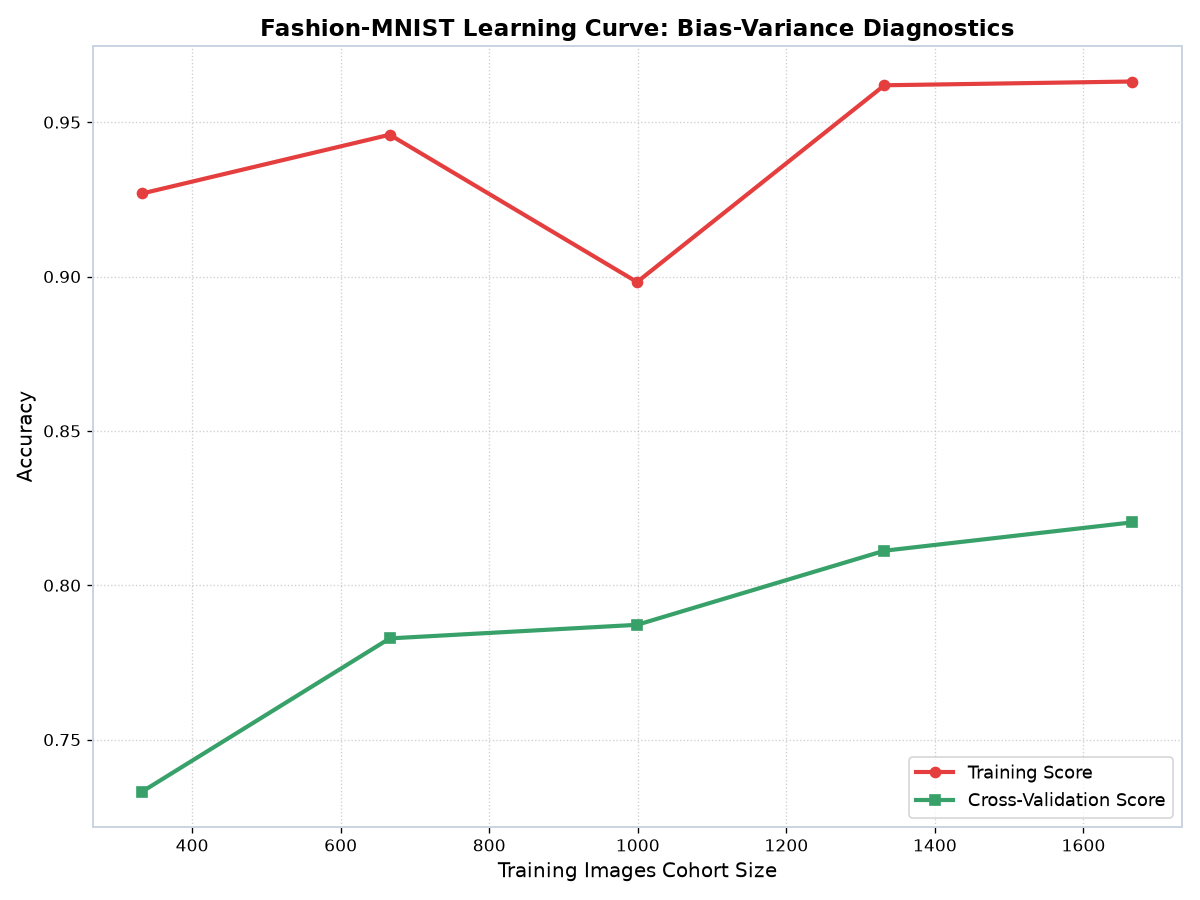 Fashion-MNIST Learning Curve: Bias-Variance Diagnostics
Accuracy
0.95
0.90
0.85
0.80
0.75
400 600 800 1000 1200 1400 1600
Training Images Cohort Size
Training Score
Cross-Validation Score